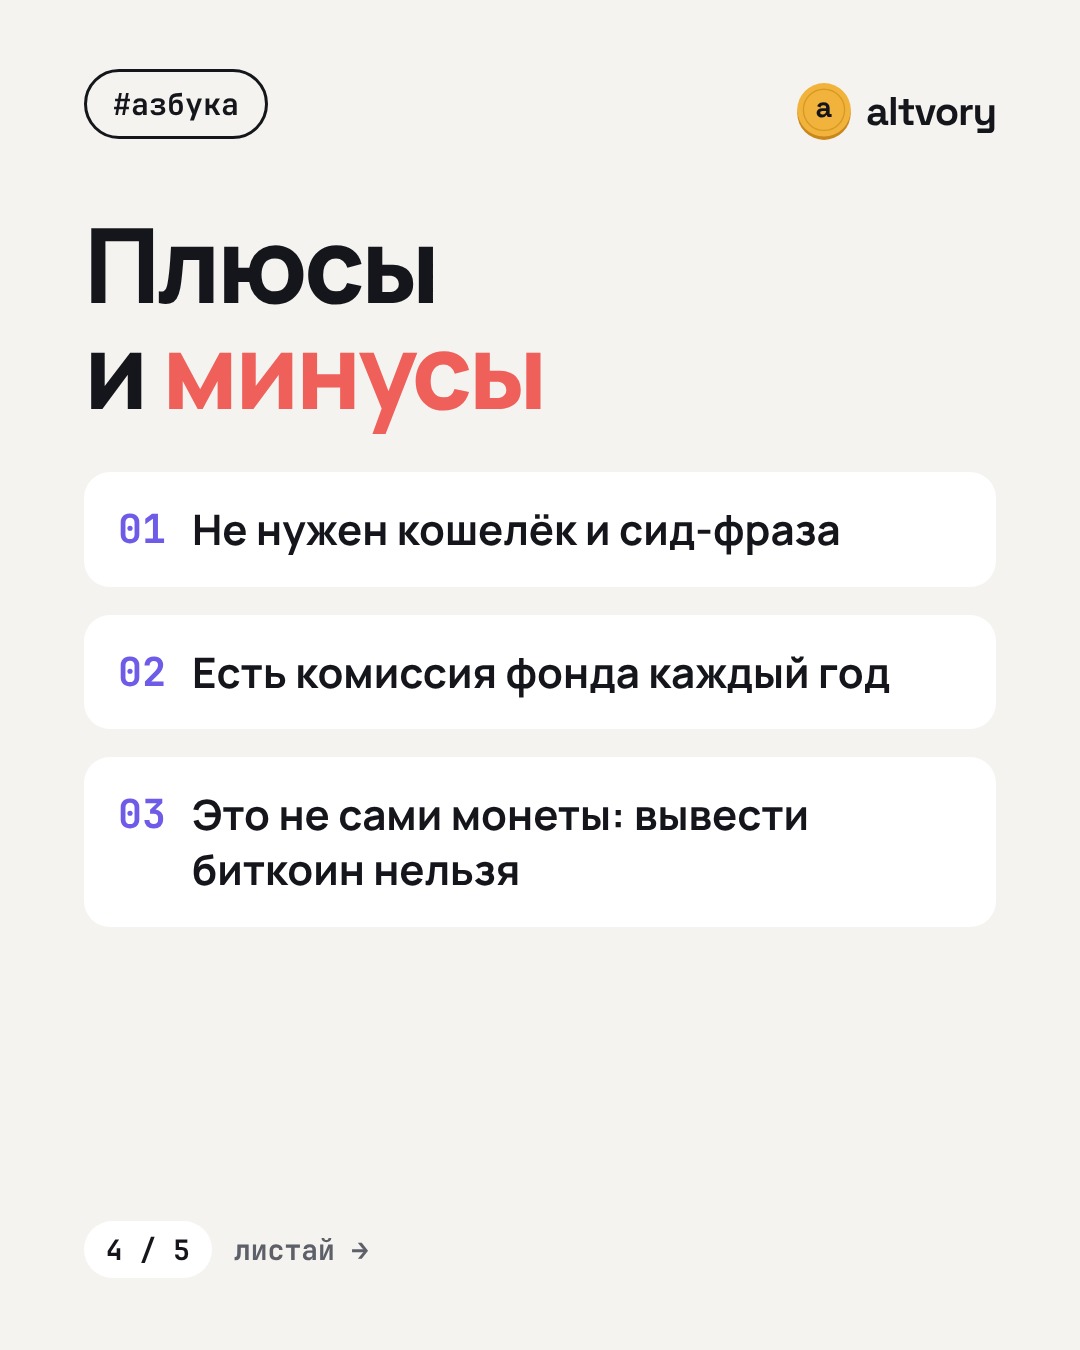 #азбука
a altvory
Плюсы
и минусы
01 Не нужен кошелёк и сид-фраза
02 Есть комиссия фонда каждый год
03 Это не сами монеты: вывести
биткоин нельзя
4 / 5 листай →